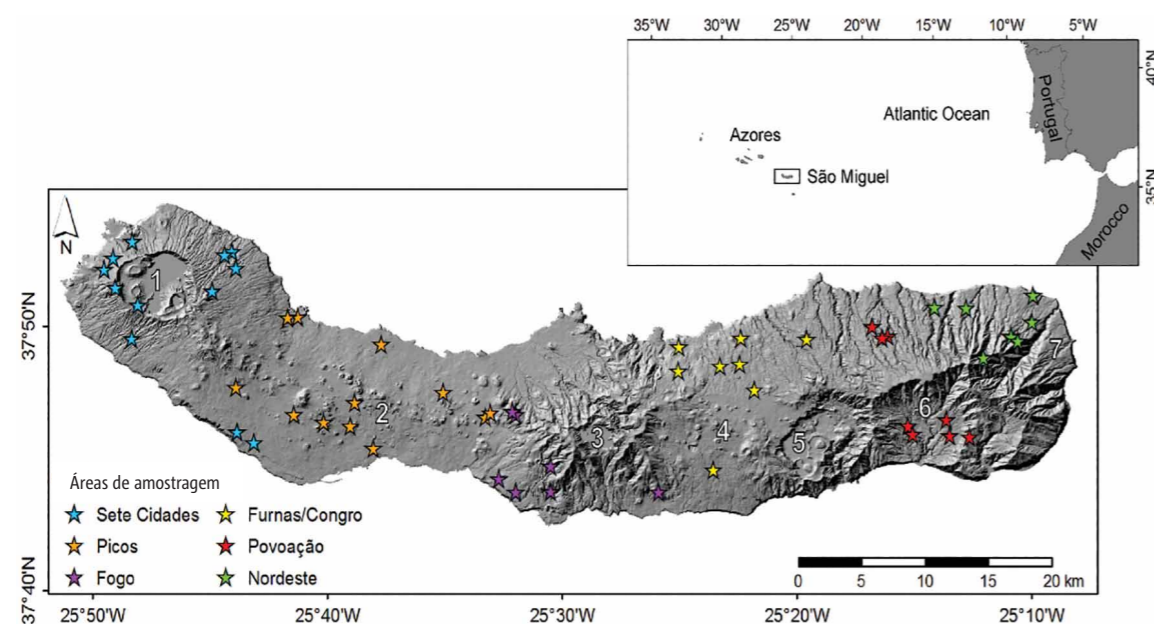 35°W 30°W 25°W 20°W 15°W 10°W 5°W
40°N
Portugal
Atlantic Ocean
Azores
São Miguel
35°N
Morocco
N
1
2
3
4
5
6
7
37°50'N
Áreas de amostragem
Sete Cidades Furnas/Congro
Picos Povoação
Fogo Nordeste
0 5 10 15 20 km
37°40'N
25°50'W 25°40'W 25°30'W 25°20'W 25°10'W